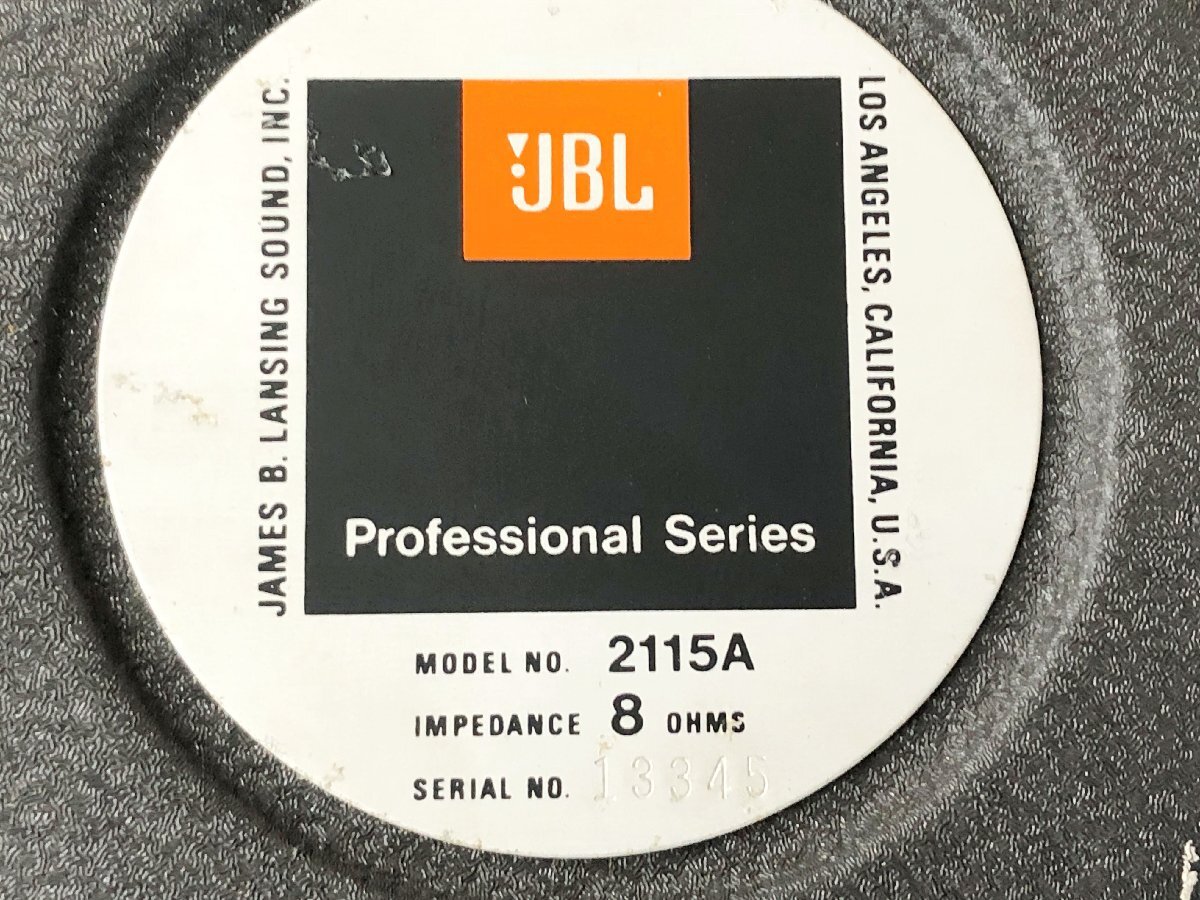 JBL
JAMES B. LANSING SOUND, INC.
LOS ANGELES, CALIFORNIA, U.S.A.
Professional Series
MODEL NO. 2115A
IMPEDANCE 8 OHMS
SERIAL NO. 13345